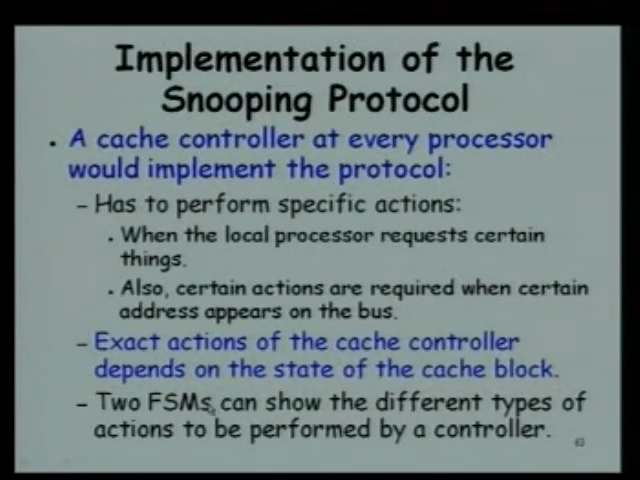 Implementation of the
Snooping Protocol
• A cache controller at every processor
would implement the protocol:
– Has to perform specific actions:
• When the local processor requests certain
things.
• Also, certain actions are required when certain
address appears on the bus.
– Exact actions of the cache controller
depends on the state of the cache block.
– Two FSMs can show the different types of
actions to be performed by a controller.
63